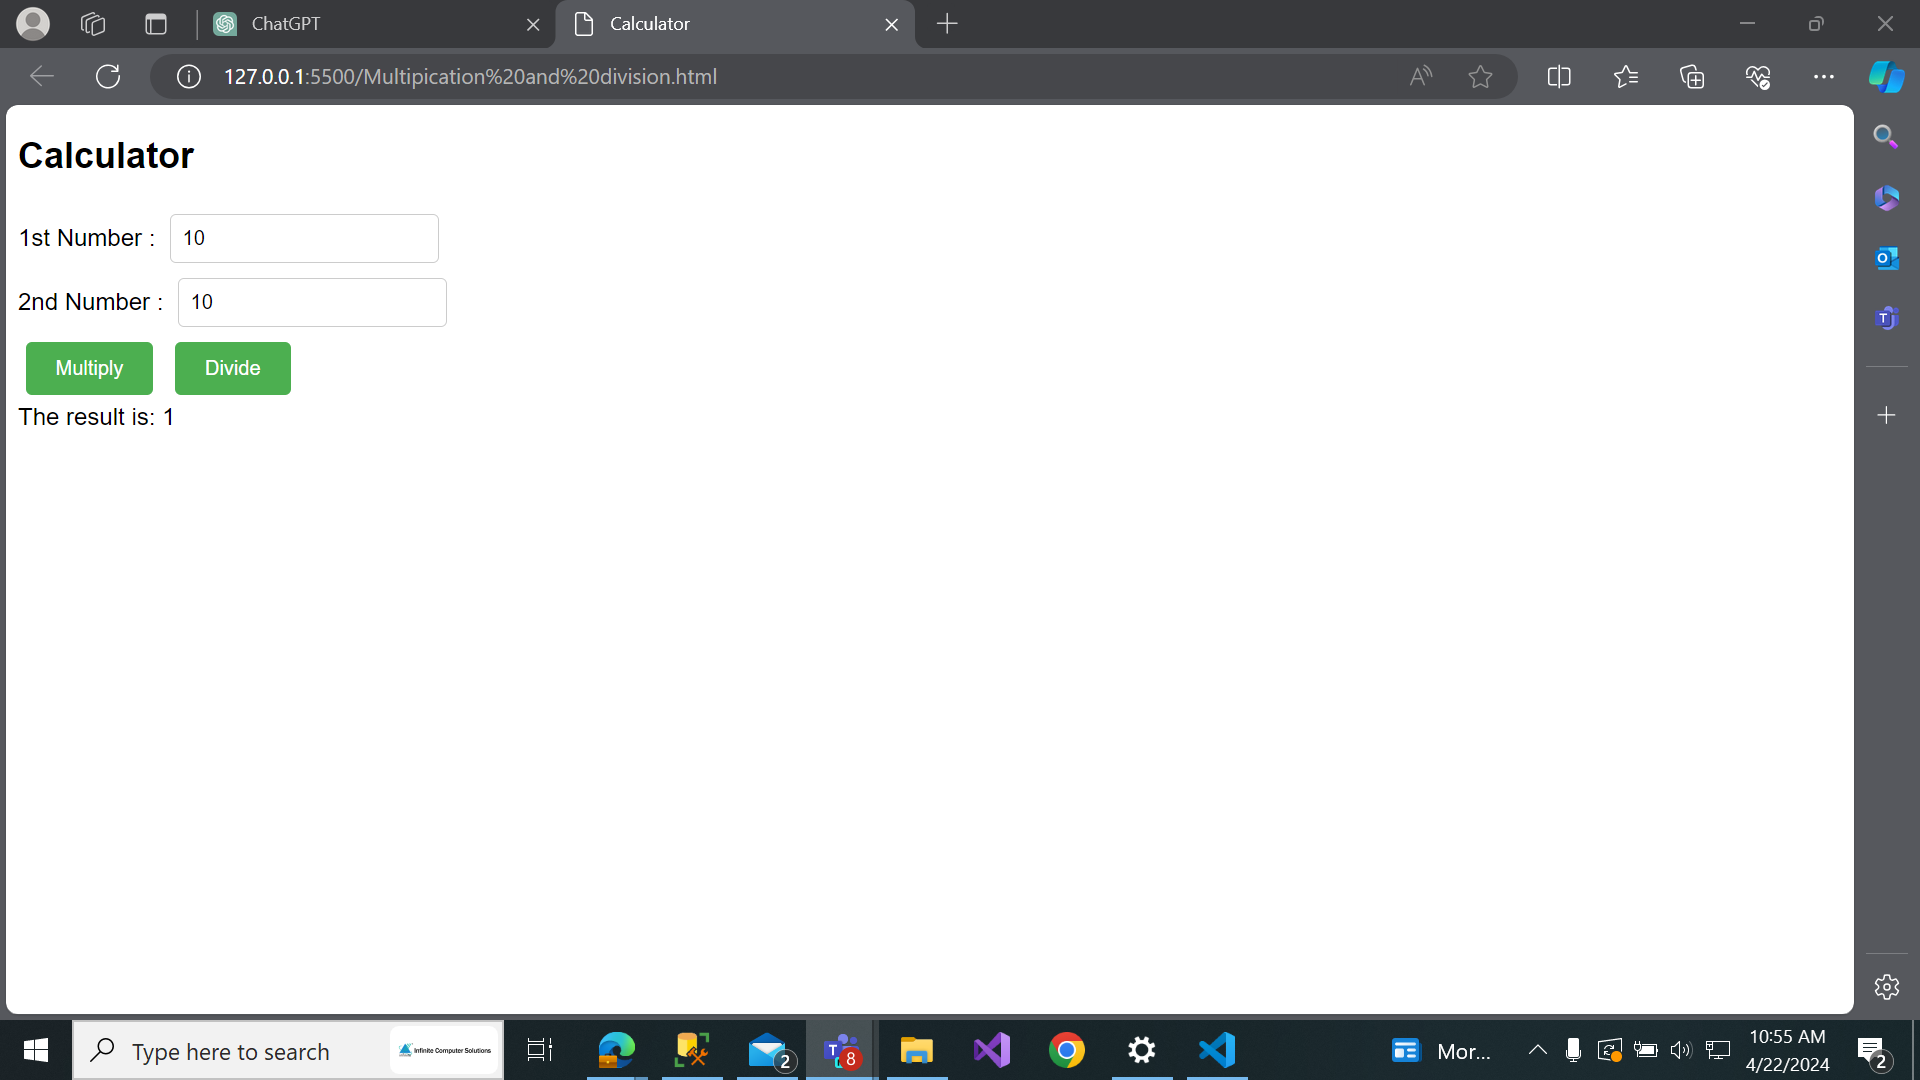 ChatGPT
Calculator
127.0.0.1:5500/Multipication%20and%20division.html
Calculator
1st Number :
10
2nd Number :
10
Multiply
Divide
The result is: 1
Type here to search
Infinite Computer Solutions
2
8
Mor...
10:55 AM
4/22/2024
2